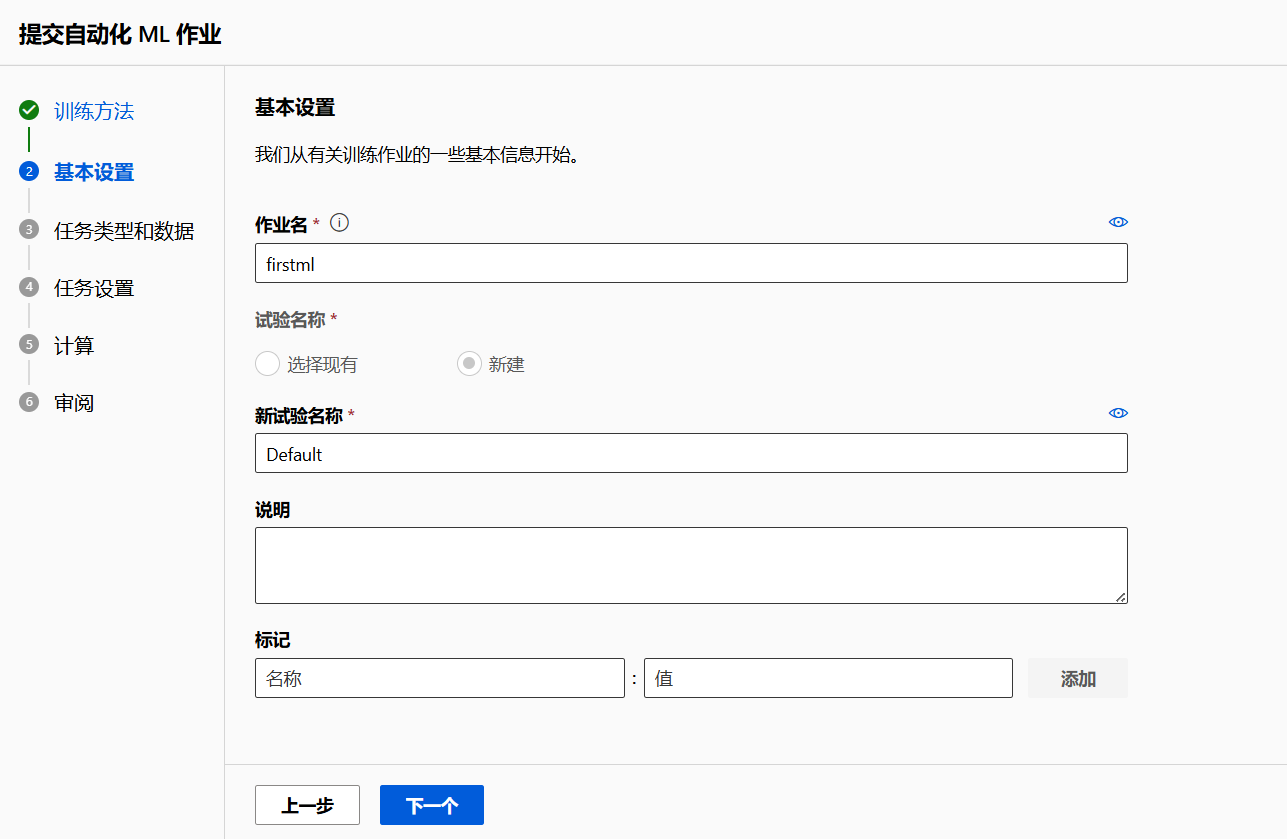 提交自动化 ML 作业
训练方法
2 基本设置
3 任务类型和数据
4 任务设置
5 计算
6 审阅
基本设置
我们从有关训练作业的一些基本信息开始。
作业名 *
firstml
试验名称 *
选择现有 新建
新试验名称 *
Default
说明
标记
名称 : 值 添加
上一步 下一个